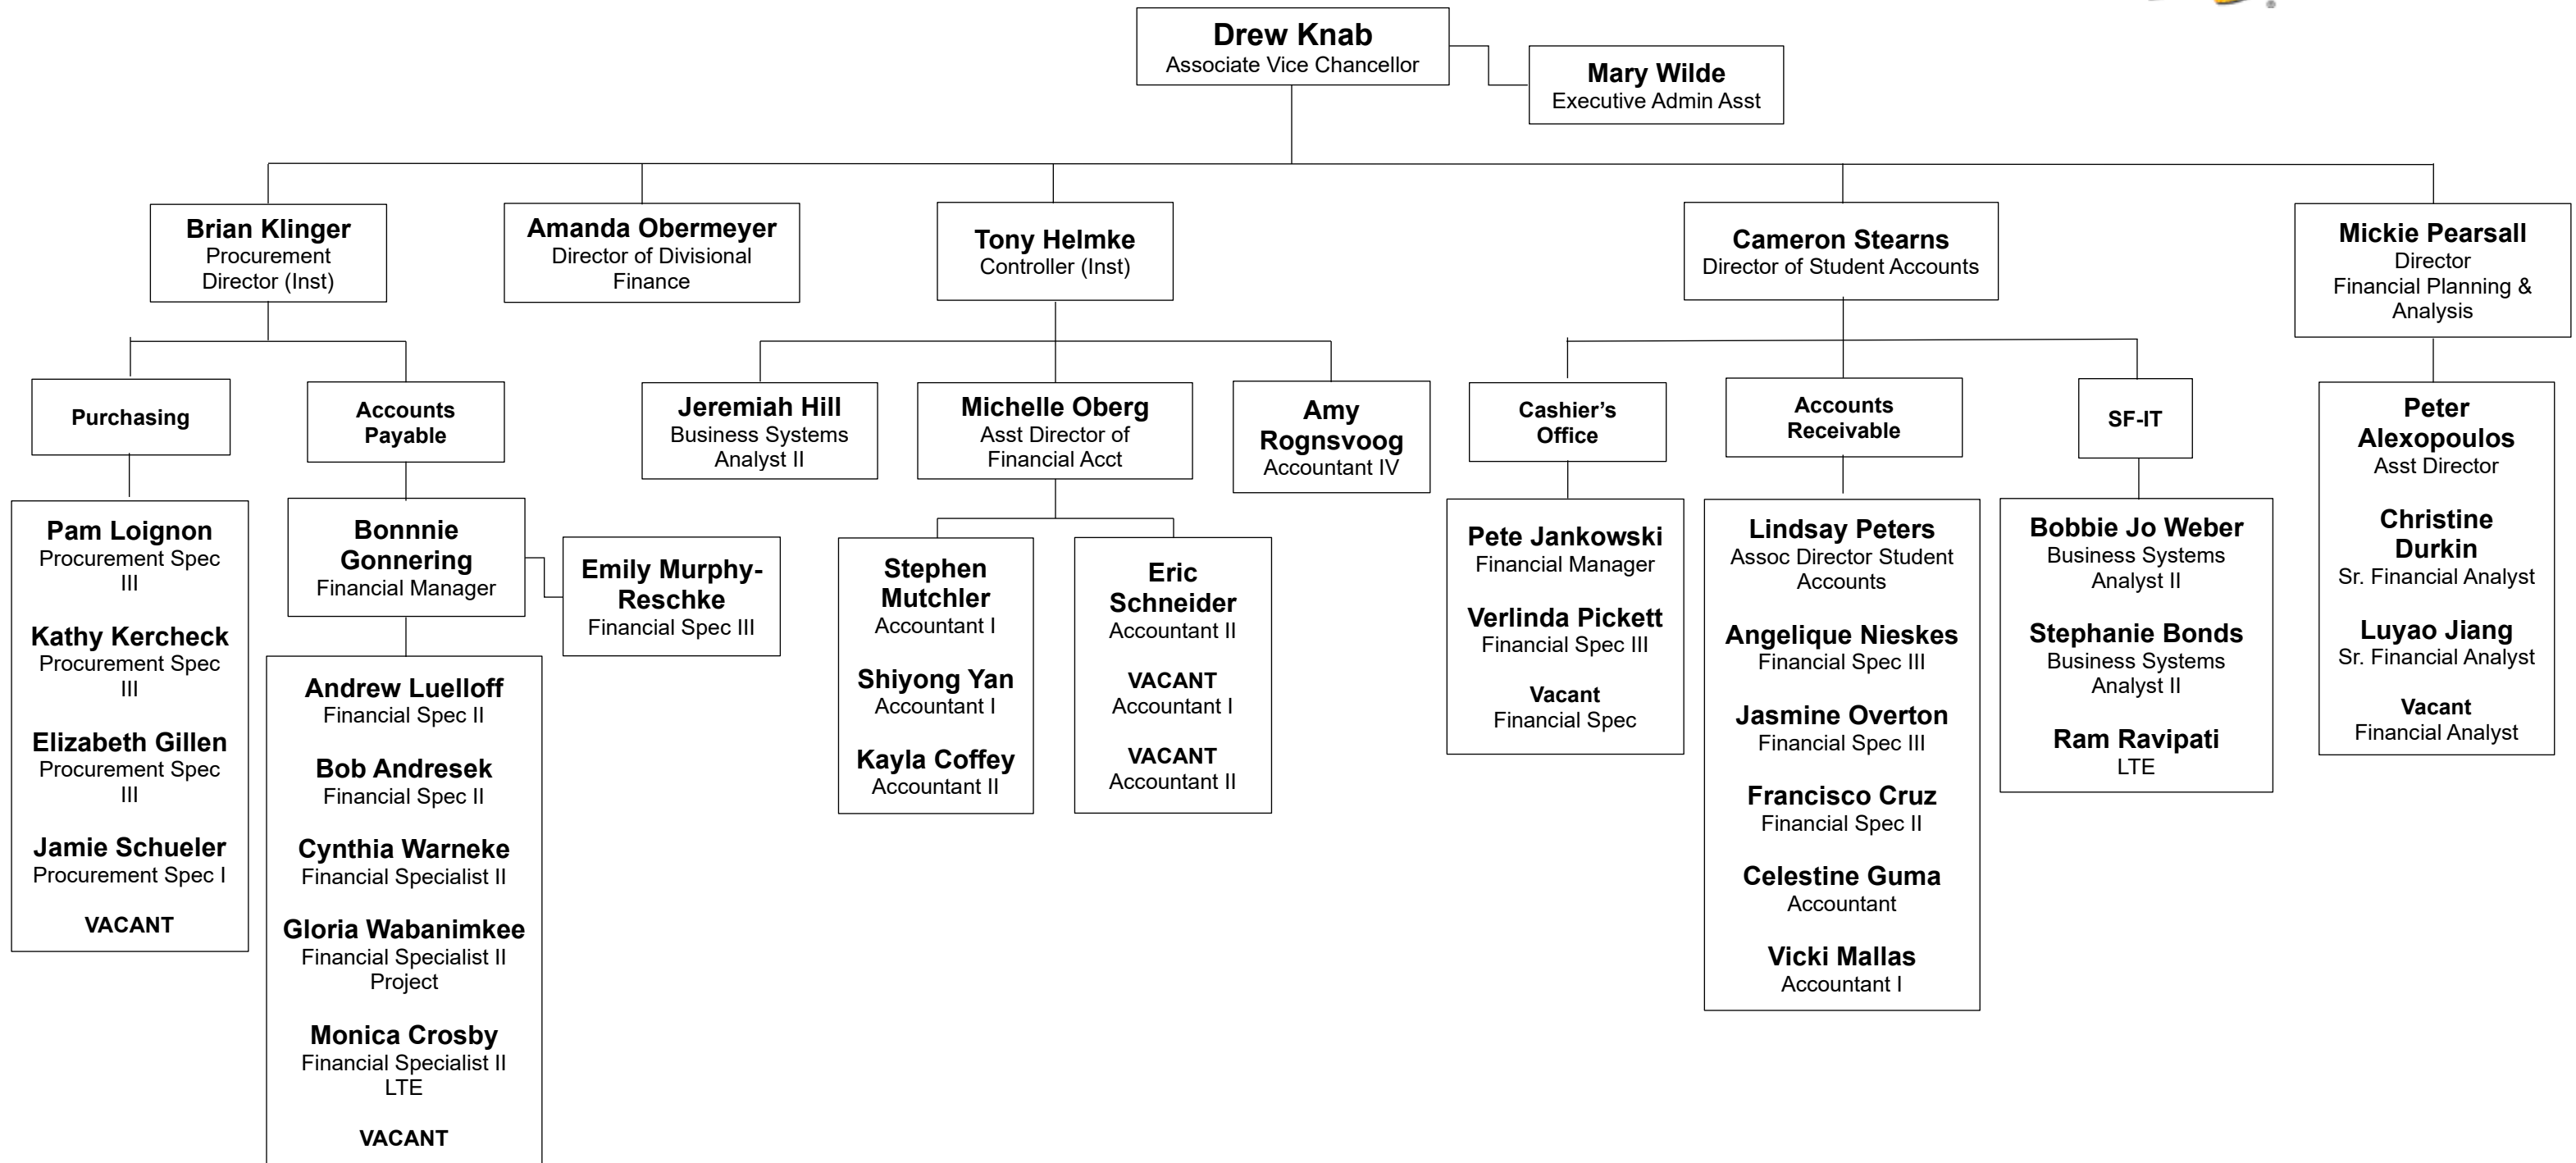 Drew Knab
Associate Vice Chancellor
Mary Wilde
Executive Admin Asst
Brian Klinger
Procurement
Director (Inst)
Amanda Obermeyer
Director of Divisional
Finance
Tony Helmke
Controller (Inst)
Cameron Stearns
Director of Student Accounts
Mickie Pearsall
Director
Financial Planning &
Analysis
Purchasing
Pam Loignon
Procurement Spec
III
Kathy Kercheck
Procurement Spec
III
Elizabeth Gillen
Procurement Spec
III
Jamie Schueler
Procurement Spec I
VACANT
Accounts
Payable
Bonnnie
Gonnering
Financial Manager
Emily Murphy-
Reschke
Financial Spec III
Andrew Luelloff
Financial Spec II
Bob Andresek
Financial Spec II
Cynthia Warneke
Financial Specialist II
Gloria Wabanimkee
Financial Specialist II
Project
Monica Crosby
Financial Specialist II
LTE
VACANT
Jeremiah Hill
Business Systems
Analyst II
Michelle Oberg
Asst Director of
Financial Acct
Amy
Rognsvoog
Accountant IV
Stephen
Mutchler
Accountant I
Shiyong Yan
Accountant I
Kayla Coffey
Accountant II
Eric
Schneider
Accountant II
VACANT
Accountant I
VACANT
Accountant II
Cashier’s
Office
Pete Jankowski
Financial Manager
Verlinda Pickett
Financial Spec III
Vacant
Financial Spec
Accounts
Receivable
Lindsay Peters
Assoc Director Student
Accounts
Angelique Nieskes
Financial Spec III
Jasmine Overton
Financial Spec III
Francisco Cruz
Financial Spec II
Celestine Guma
Accountant
Vicki Mallas
Accountant I
SF-IT
Bobbie Jo Weber
Business Systems
Analyst II
Stephanie Bonds
Business Systems
Analyst II
Ram Ravipati
LTE
Peter
Alexopoulos
Asst Director
Christine
Durkin
Sr. Financial Analyst
Luyao Jiang
Sr. Financial Analyst
Vacant
Financial Analyst